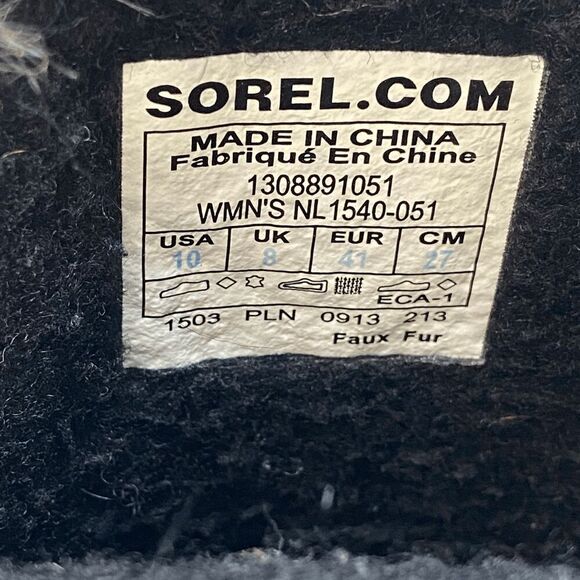 SOREL.COM
MADE IN CHINA
Fabriqué En Chine
1308891051
WMN'S NL1540-051
USA UK EUR CM
10 8 41 27
ECA-1
1503 PLN 0913 213
Faux Fur